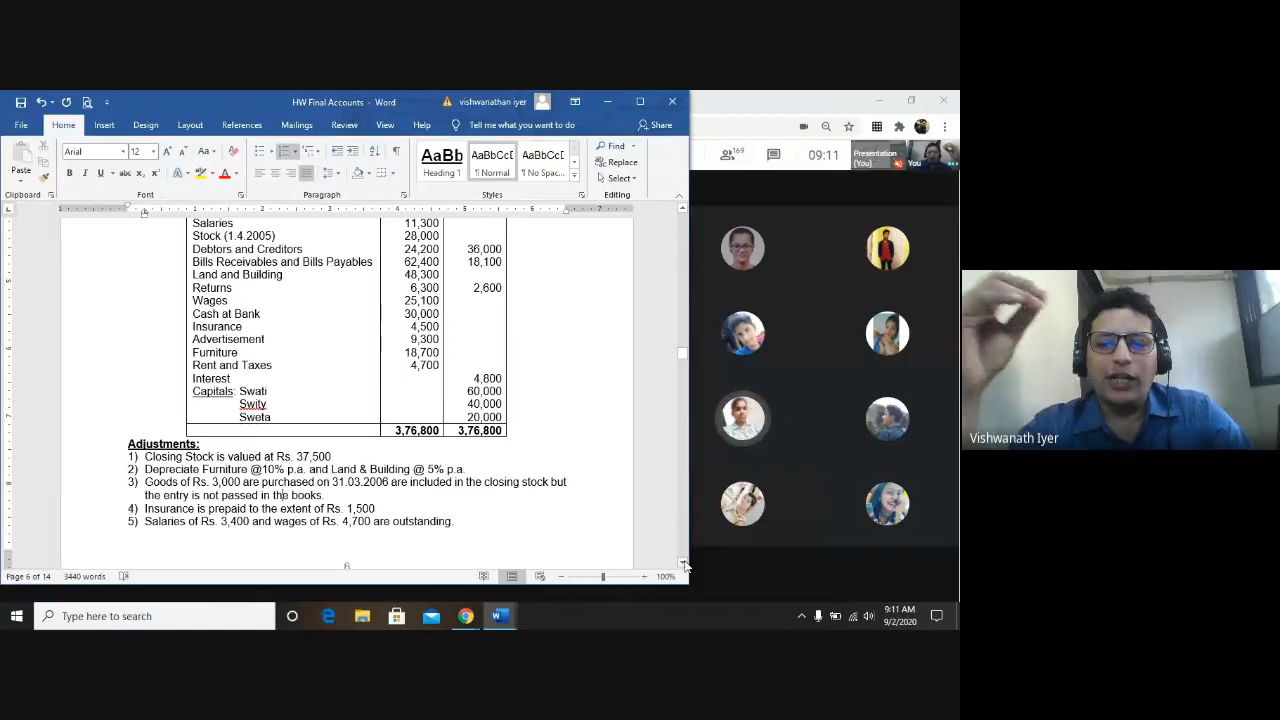 HW Final Accounts - Word
vishwanathan iyer
File Home Insert Design Layout References Mailings Review View Help Tell me what you want to do Share
Paste
Arial 12
Aa
B I U abc x₂ x²
AaBb AaBbCcD AaBbCcD
Heading 1 ¶ Normal ¶ No Spac...
Find
Replace
Select
Font Paragraph Styles Editing
169
09:11
Presentation (You)
You
Salaries 11,300
Stock (1.4.2005) 28,000
Debtors and Creditors 24,200 36,000
Bills Receivables and Bills Payables 62,400 18,100
Land and Building 48,300
Returns 6,300 2,600
Wages 25,100
Cash at Bank 30,000
Insurance 4,500
Advertisement 9,300
Furniture 18,700
Rent and Taxes 4,700
Interest 4,800
Capitals: Swati 60,000
Swity 40,000
Sweta 20,000
3,76,800 3,76,800
Adjustments:
1) Closing Stock is valued at Rs. 37,500
2) Depreciate Furniture @10% p.a. and Land & Building @ 5% p.a.
3) Goods of Rs. 3,000 are purchased on 31.03.2006 are included in the closing stock but
the entry is not passed in the books.
4) Insurance is prepaid to the extent of Rs. 1,500
5) Salaries of Rs. 3,400 and wages of Rs. 4,700 are outstanding.
6
Page 6 of 14 3440 words 100%
Type here to search
9:11 AM
9/2/2020
Vishwanath Iyer